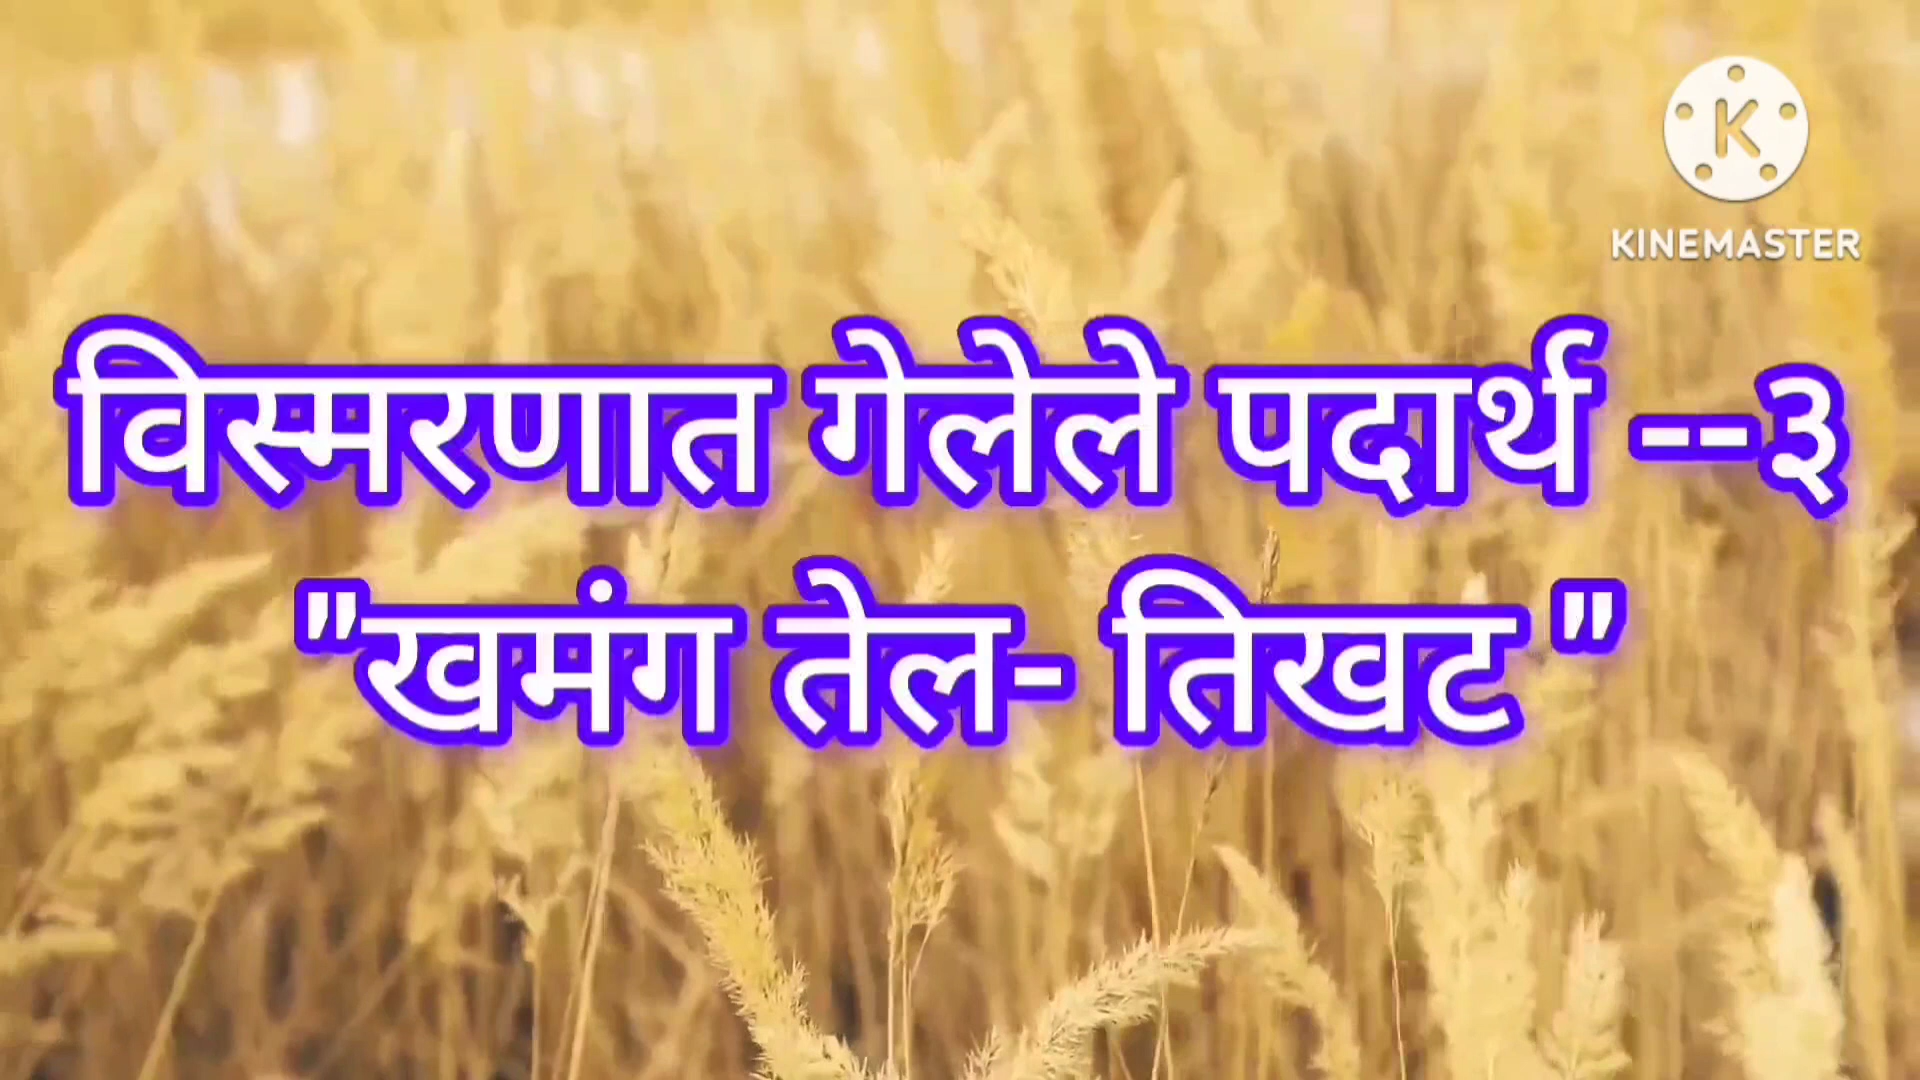 K
KINEMASTER
विस्मरणात गेलेले पदार्थ --३
"खमंग तेल- तिखट "